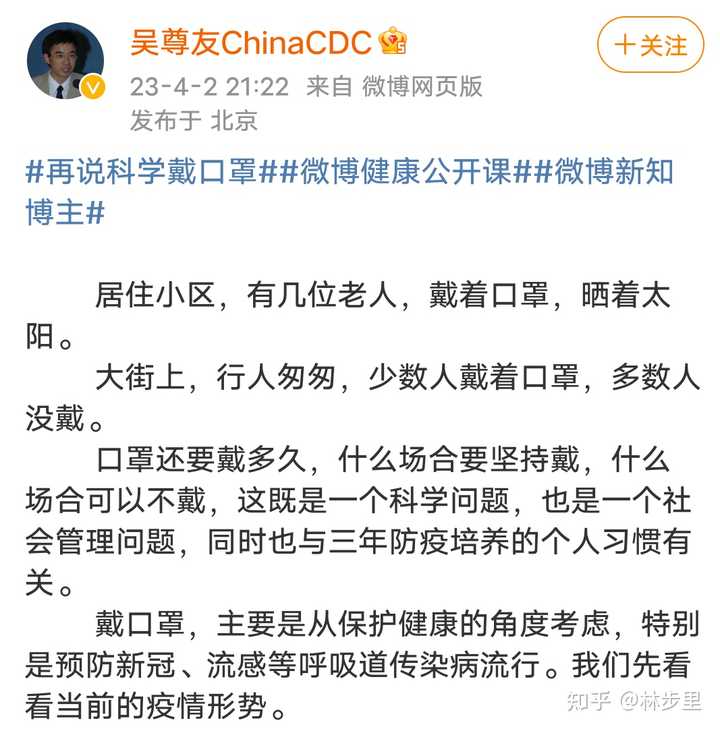 吴尊友ChinaCDC
+关注
23-4-2 21:22 来自 微博网页版
发布于 北京
#再说科学戴口罩##微博健康公开课##微博新知
博主#
居住小区，有几位老人，戴着口罩，晒着太
阳。
大街上，行人匆匆，少数人戴着口罩，多数人
没戴。
口罩还要戴多久，什么场合要坚持戴，什么
场合可以不戴，这既是一个科学问题，也是一个社
会管理问题，同时也与三年防疫培养的个人习惯有
关。
戴口罩，主要是从保护健康的角度考虑，特别
是预防新冠、流感等呼吸道传染病流行。我们先看
看当前的疫情形势。
知乎 @林步里